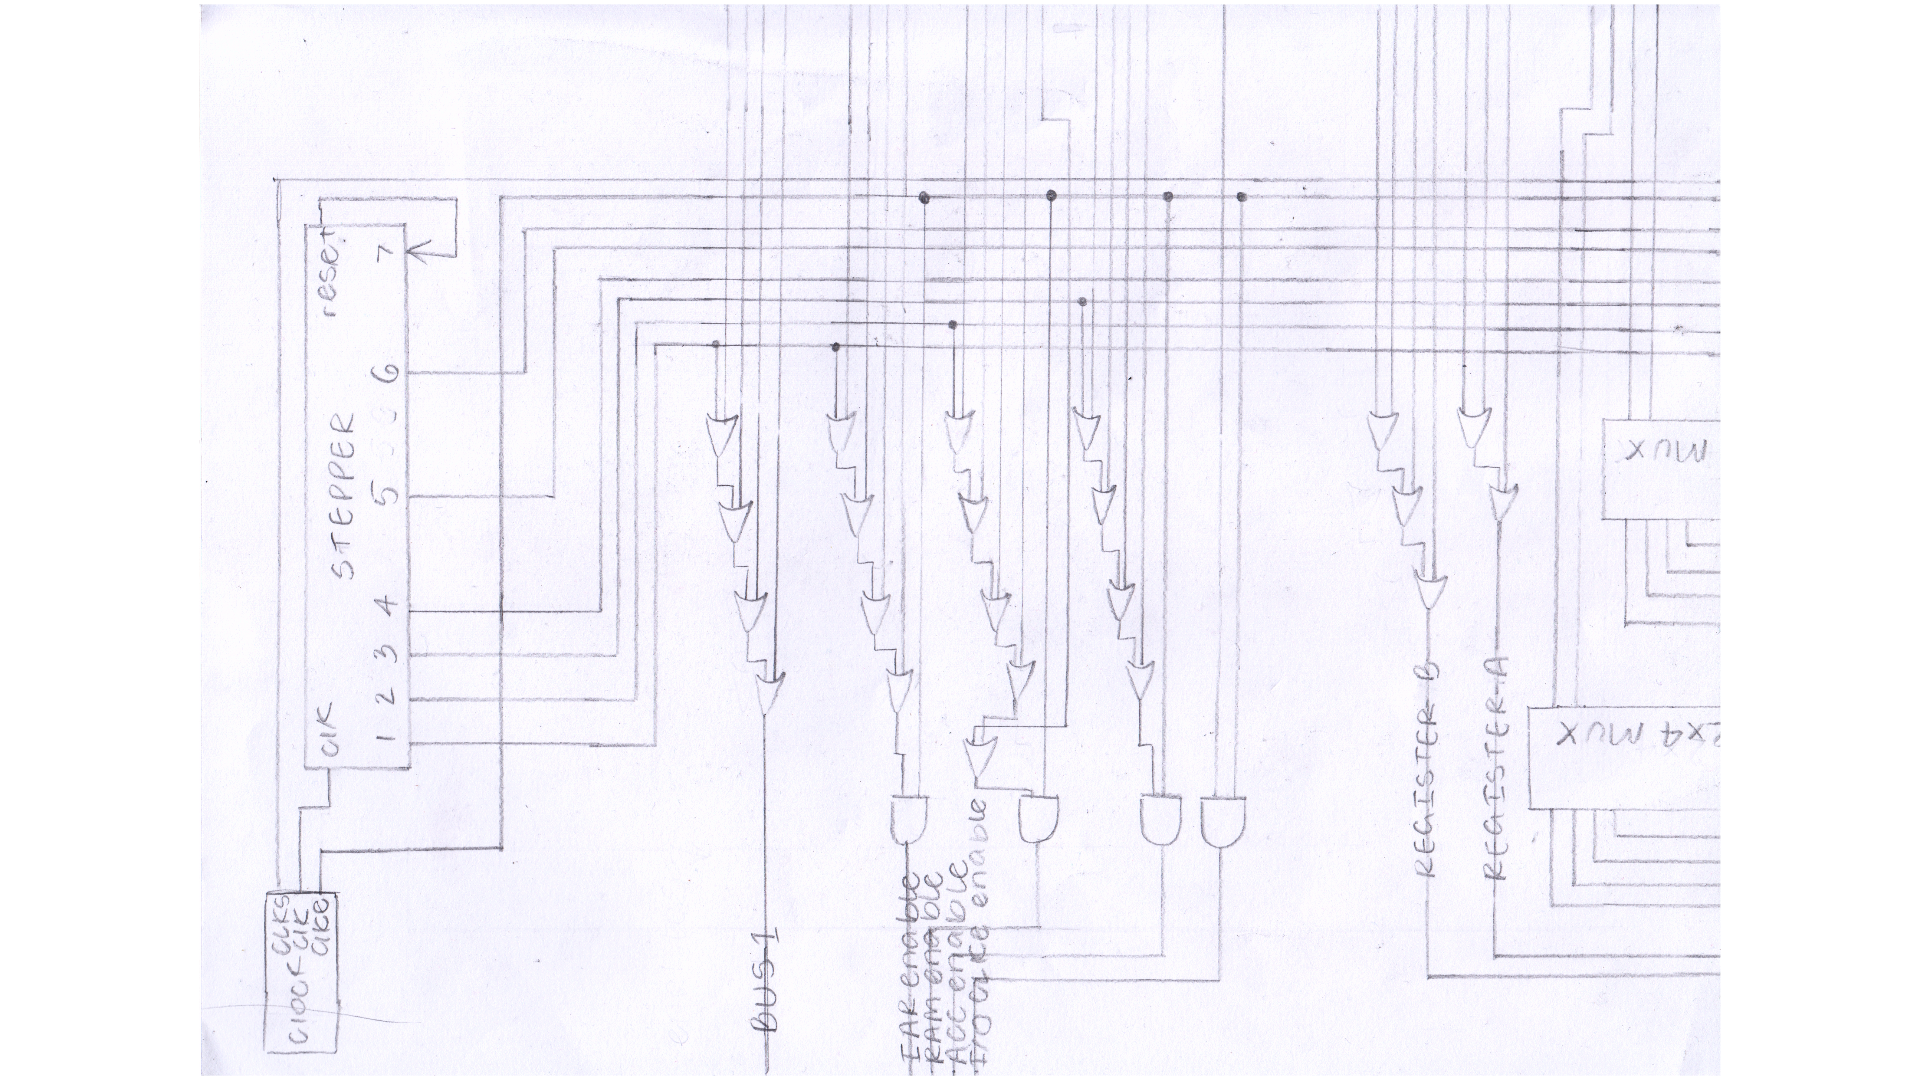 reset
7
6
STEPPER
5
4
3
2
1
ClK
CLOCK
CLKS
ClK
ClKe
BUS 1
IAR enable
RAM enable
ACC enable
I/O ClKe enable
REGISTER B
REGISTER A
MUX
2x4 MUX